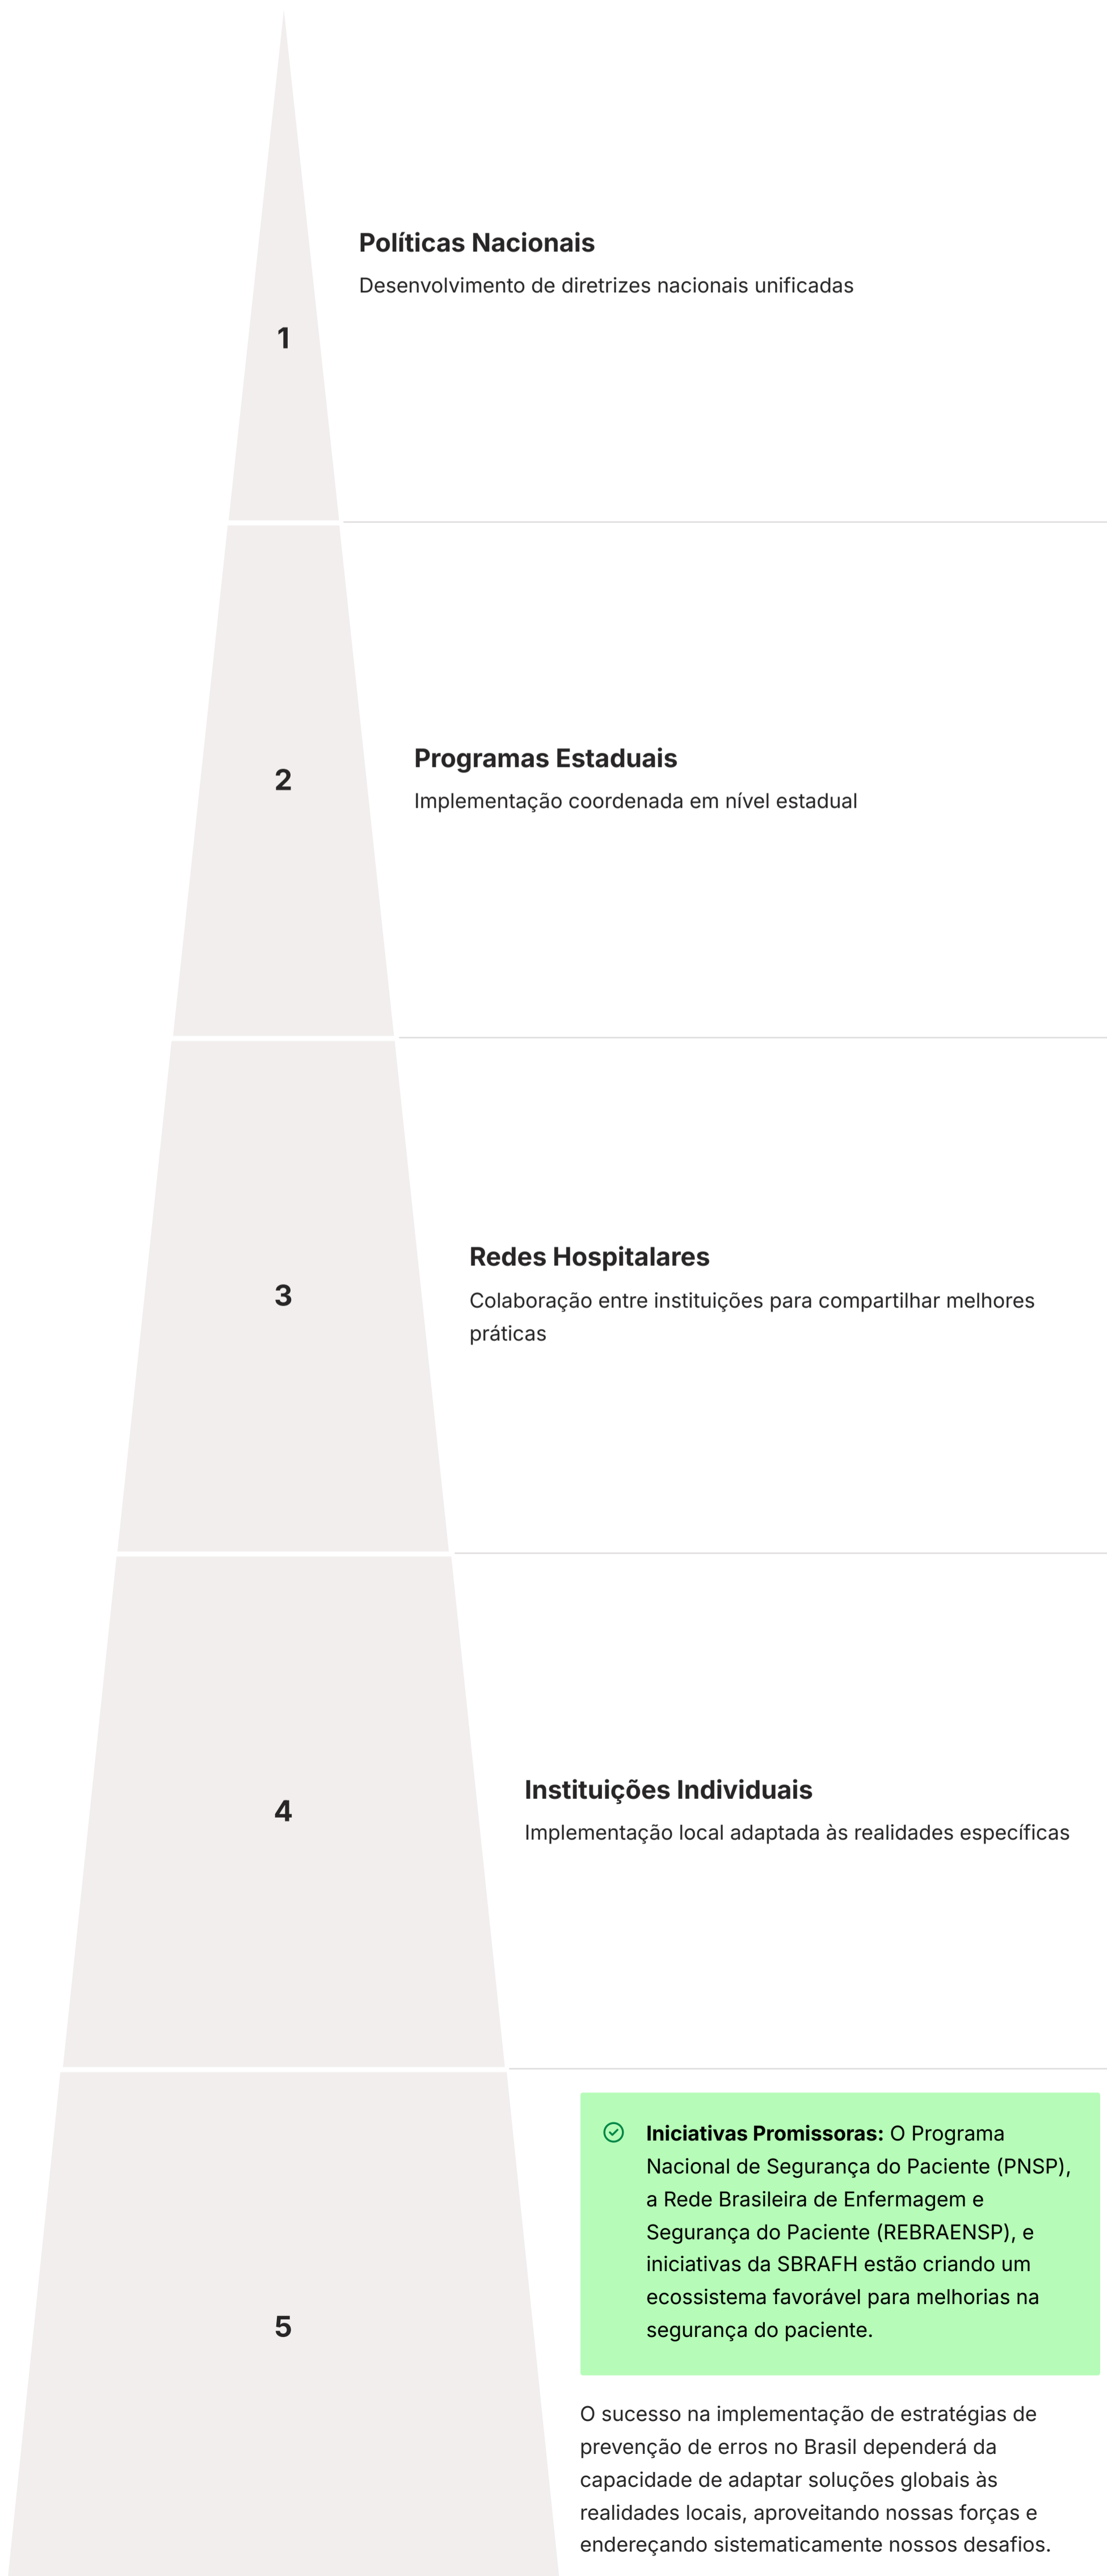 Políticas Nacionais
Desenvolvimento de diretrizes nacionais unificadas
1
Programas Estaduais
2
Implementação coordenada em nível estadual
Redes Hospitalares
3
Colaboração entre instituições para compartilhar melhores
práticas
Instituições Individuais
4
Implementação local adaptada às realidades específicas
Iniciativas Promissoras: O Programa
Nacional de Segurança do Paciente (PNSP),
a Rede Brasileira de Enfermagem e
Segurança do Paciente (REBRAENSP), e
iniciativas da SBRAFH estão criando um
ecossistema favorável para melhorias na
segurança do paciente.
5
O sucesso na implementação de estratégias de
prevenção de erros no Brasil dependerá da
capacidade de adaptar soluções globais às
realidades locais, aproveitando nossas forças e
endereçando sistematicamente nossos desafios.